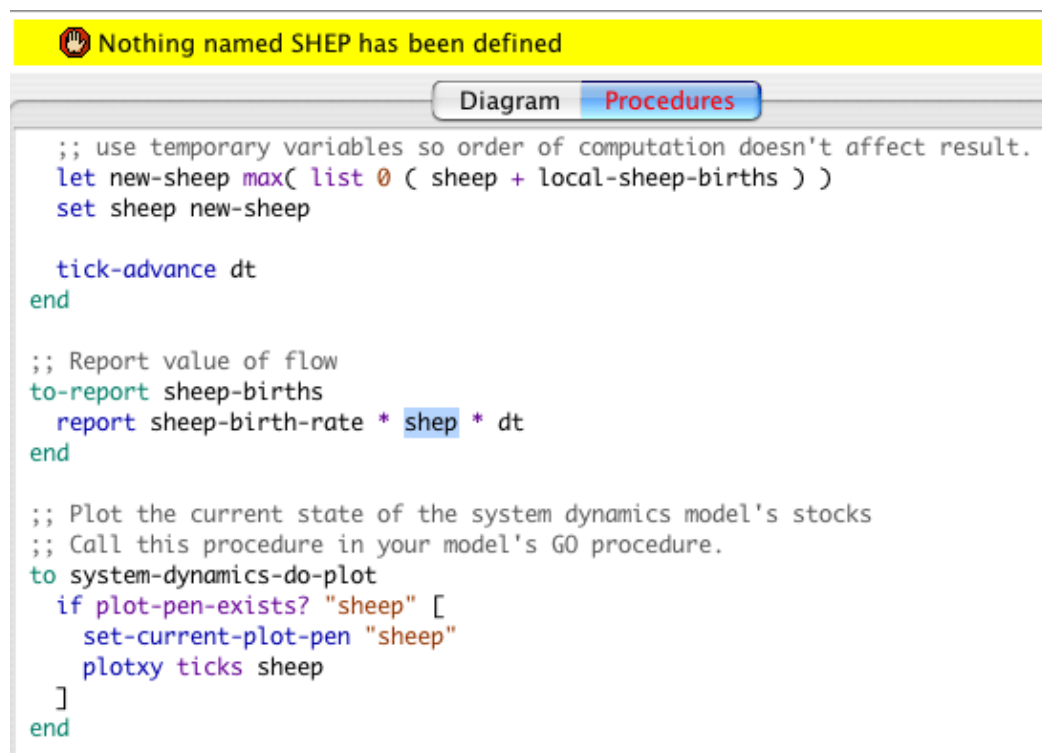 Nothing named SHEP has been defined
Diagram Procedures
;; use temporary variables so order of computation doesn't affect result.
let new-sheep max( list 0 ( sheep + local-sheep-births ) )
set sheep new-sheep
tick-advance dt
end
;; Report value of flow
to-report sheep-births
report sheep-birth-rate * shep * dt
end
;; Plot the current state of the system dynamics model's stocks
;; Call this procedure in your model's GO procedure.
to system-dynamics-do-plot
if plot-pen-exists? "sheep" [
set-current-plot-pen "sheep"
plotxy ticks sheep
]
end